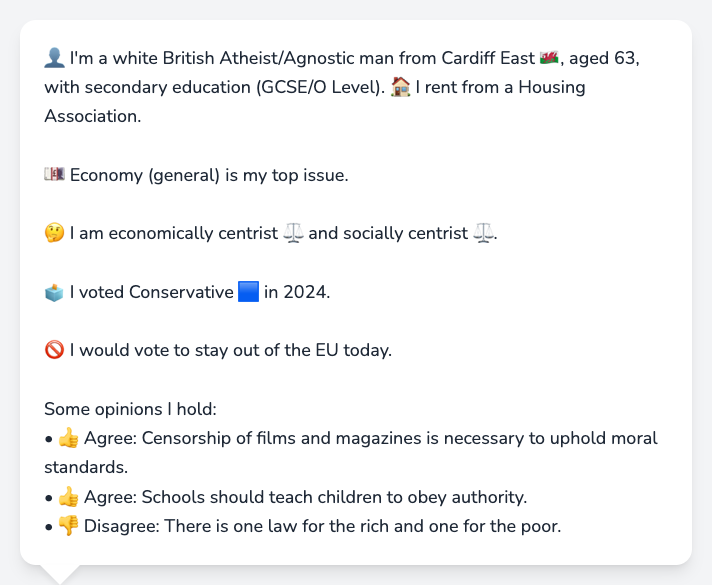 👤 I'm a white British Atheist/Agnostic man from Cardiff East 🏴󠁧󠁢󠁷󠁬󠁳󠁿, aged 63,
with secondary education (GCSE/O Level). 🏠 I rent from a Housing
Association.
💷 Economy (general) is my top issue.
🤔 I am economically centrist ⚖️ and socially centrist ⚖️.
🗳️ I voted Conservative 🟦 in 2024.
🚫 I would vote to stay out of the EU today.
Some opinions I hold:
• 👍 Agree: Censorship of films and magazines is necessary to uphold moral
standards.
• 👍 Agree: Schools should teach children to obey authority.
• 👎 Disagree: There is one law for the rich and one for the poor.